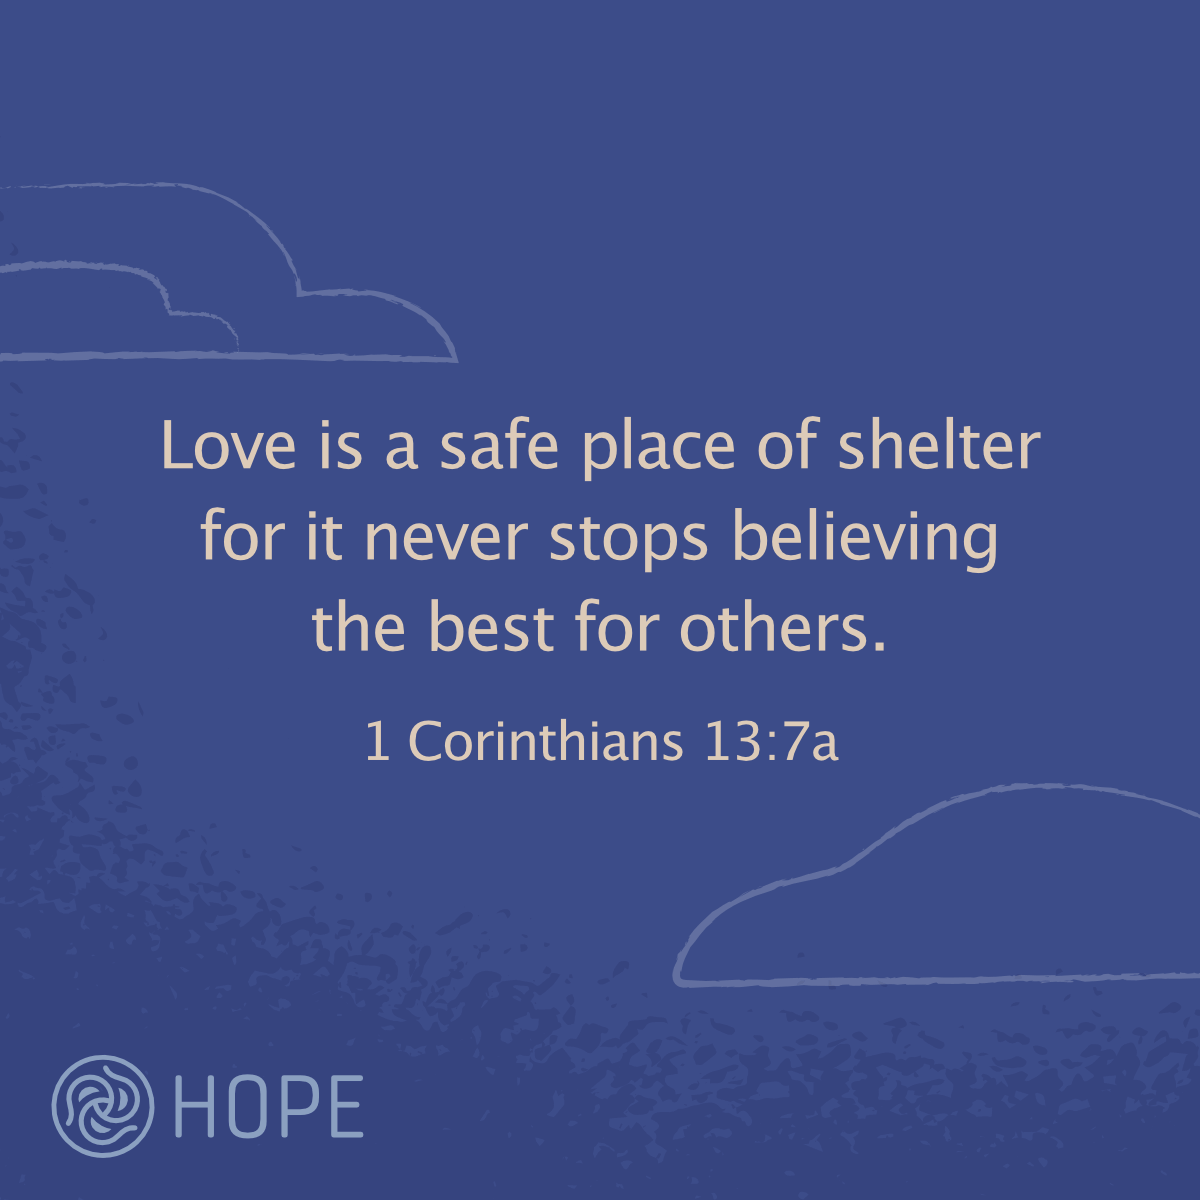 Love is a safe place of shelter
for it never stops believing
the best for others.
1 Corinthians 13:7a
HOPE